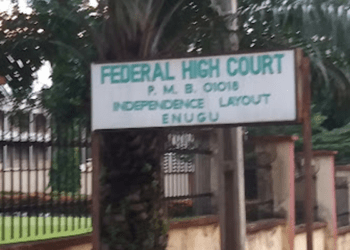 FEDERAL HIGH COURT
P. M. B. 01018
INDEPENDENCE LAYOUT
ENUGU